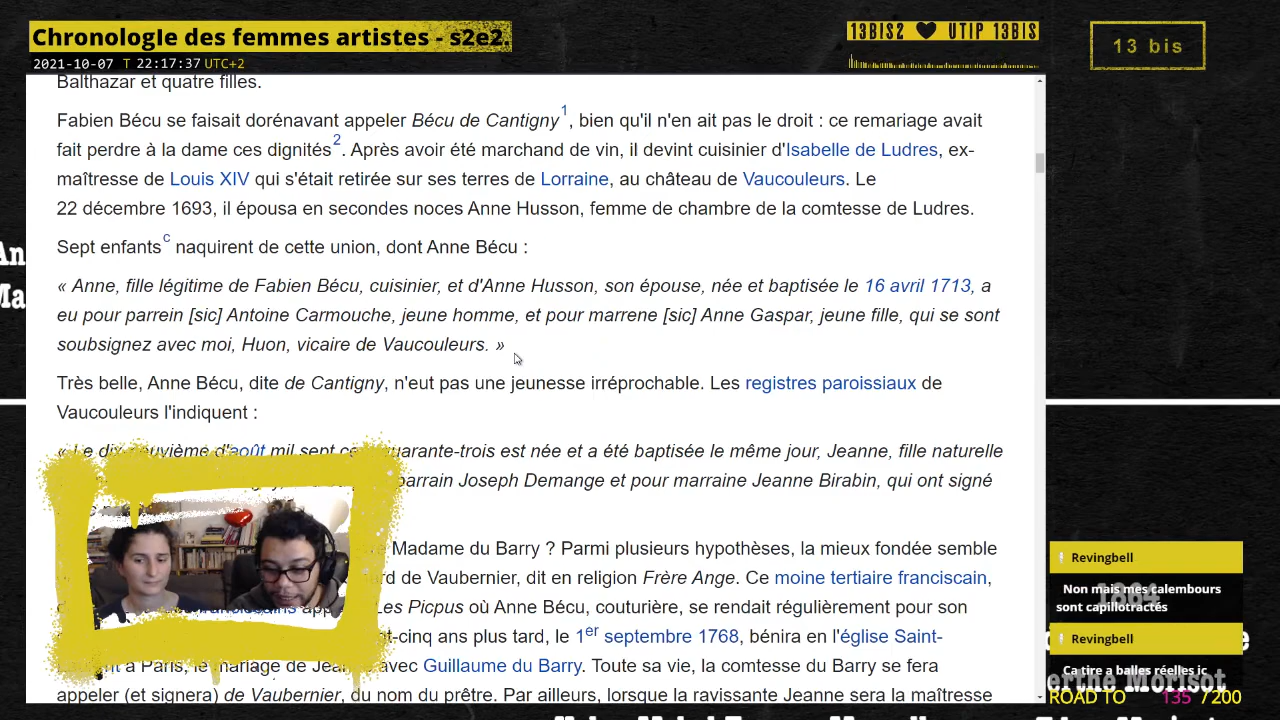 Chronologie des femmes artistes - s2e2.
2021-10-07 T 22:17:37 UTC+2
13BIS2 UTIP 13BIS
13 bis
Balthazar et quatre filles.
Fabien Bécu se faisait dorénavant appeler Bécu de Cantigny1, bien qu'il n'en ait pas le droit : ce remariage avait
fait perdre à la dame ces dignités2. Après avoir été marchand de vin, il devint cuisinier d'Isabelle de Ludres, ex-
maîtresse de Louis XIV qui s'était retirée sur ses terres de Lorraine, au château de Vaucouleurs. Le
22 décembre 1693, il épousa en secondes noces Anne Husson, femme de chambre de la comtesse de Ludres.
Sept enfantsc naquirent de cette union, dont Anne Bécu :
« Anne, fille légitime de Fabien Bécu, cuisinier, et d'Anne Husson, son épouse, née et baptisée le 16 avril 1713, a
eu pour parrein [sic] Antoine Carmouche, jeune homme, et pour marrene [sic] Anne Gaspar, jeune fille, qui se sont
soubsignez avec moi, Huon, vicaire de Vaucouleurs. »
Très belle, Anne Bécu, dite de Cantigny, n'eut pas une jeunesse irréprochable. Les registres paroissiaux de
Vaucouleurs l'indiquent :
« Le dix-neuvième d'août mil sept quarante-trois est née et a été baptisée le même jour, Jeanne, fille naturelle
parrain Joseph Demange et pour marraine Jeanne Birabin, qui ont signé
Madame du Barry ? Parmi plusieurs hypothèses, la mieux fondée semble
de Vaubernier, dit en religion Frère Ange. Ce moine tertiaire franciscain,
Les Picpus où Anne Bécu, couturière, se rendait régulièrement pour son
cinq ans plus tard, le 1er septembre 1768, bénira en l'église Saint-
à Paris, le mariage de avec Guillaume du Barry. Toute sa vie, la comtesse du Barry se fera
appeler (et signera) de Vaubernier, du nom du prêtre. Par ailleurs, lorsque la ravissante Jeanne sera la maîtresse
An
Ma
Revingbell
Non mais mes calembours
sont capillotractés
Revingbell
Ca tire a balles réelles ic
Morisot
ROAD TO 135 /200